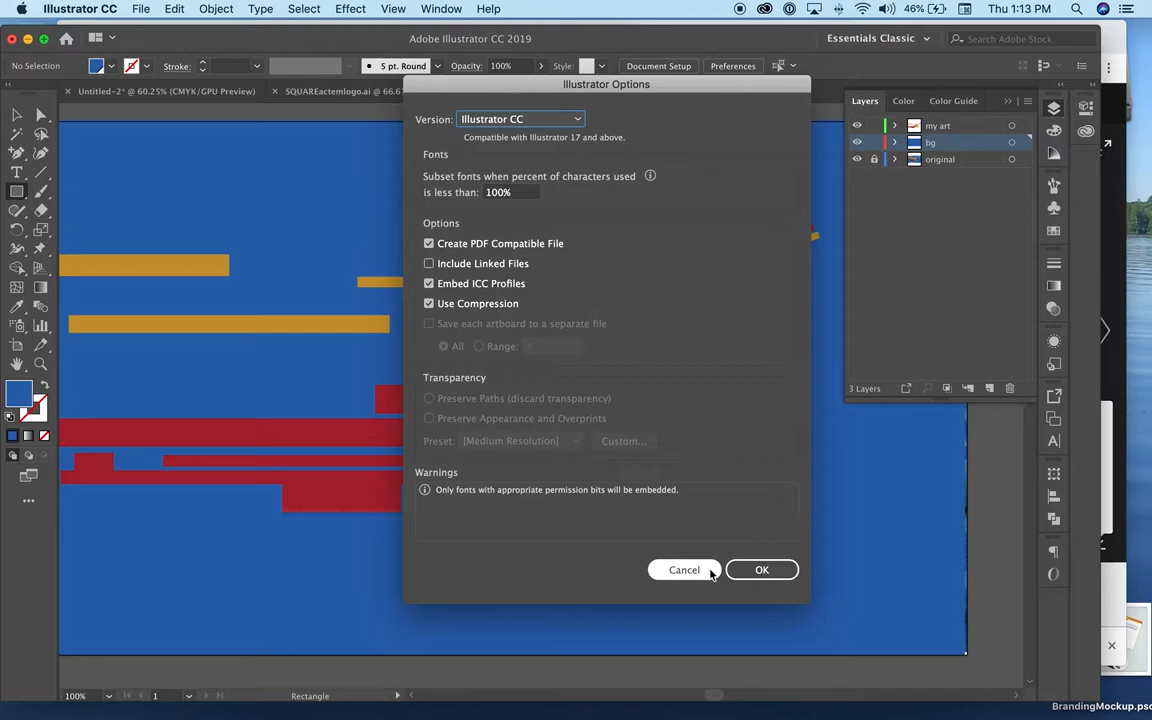 Illustrator CC File Edit Object Type Select Effect View Window Help 46% Thu 1:13 PM
Adobe Illustrator CC 2019 Essentials Classic Search Adobe Stock
No Selection Stroke: 5 pt. Round Opacity: 100% Style: Document Setup Preferences
Untitled-2* @ 60.25% (CMYK/GPU Preview) SQUAREactemlogo.ai @ 66.6
Illustrator Options
Version: Illustrator CC
Compatible with Illustrator 17 and above.
Fonts
Subset fonts when percent of characters used
is less than: 100%
Options
Create PDF Compatible File
Include Linked Files
Embed ICC Profiles
Use Compression
Save each artboard to a separate file
All Range: 1
Transparency
Preserve Paths (discard transparency)
Preserve Appearance and Overprints
Preset: [Medium Resolution] Custom...
Warnings
Only fonts with appropriate permission bits will be embedded.
Cancel OK
Layers Color Color Guide
my art
bg
original
3 Layers
100% 1 Rectangle
BrandingMockup.psd